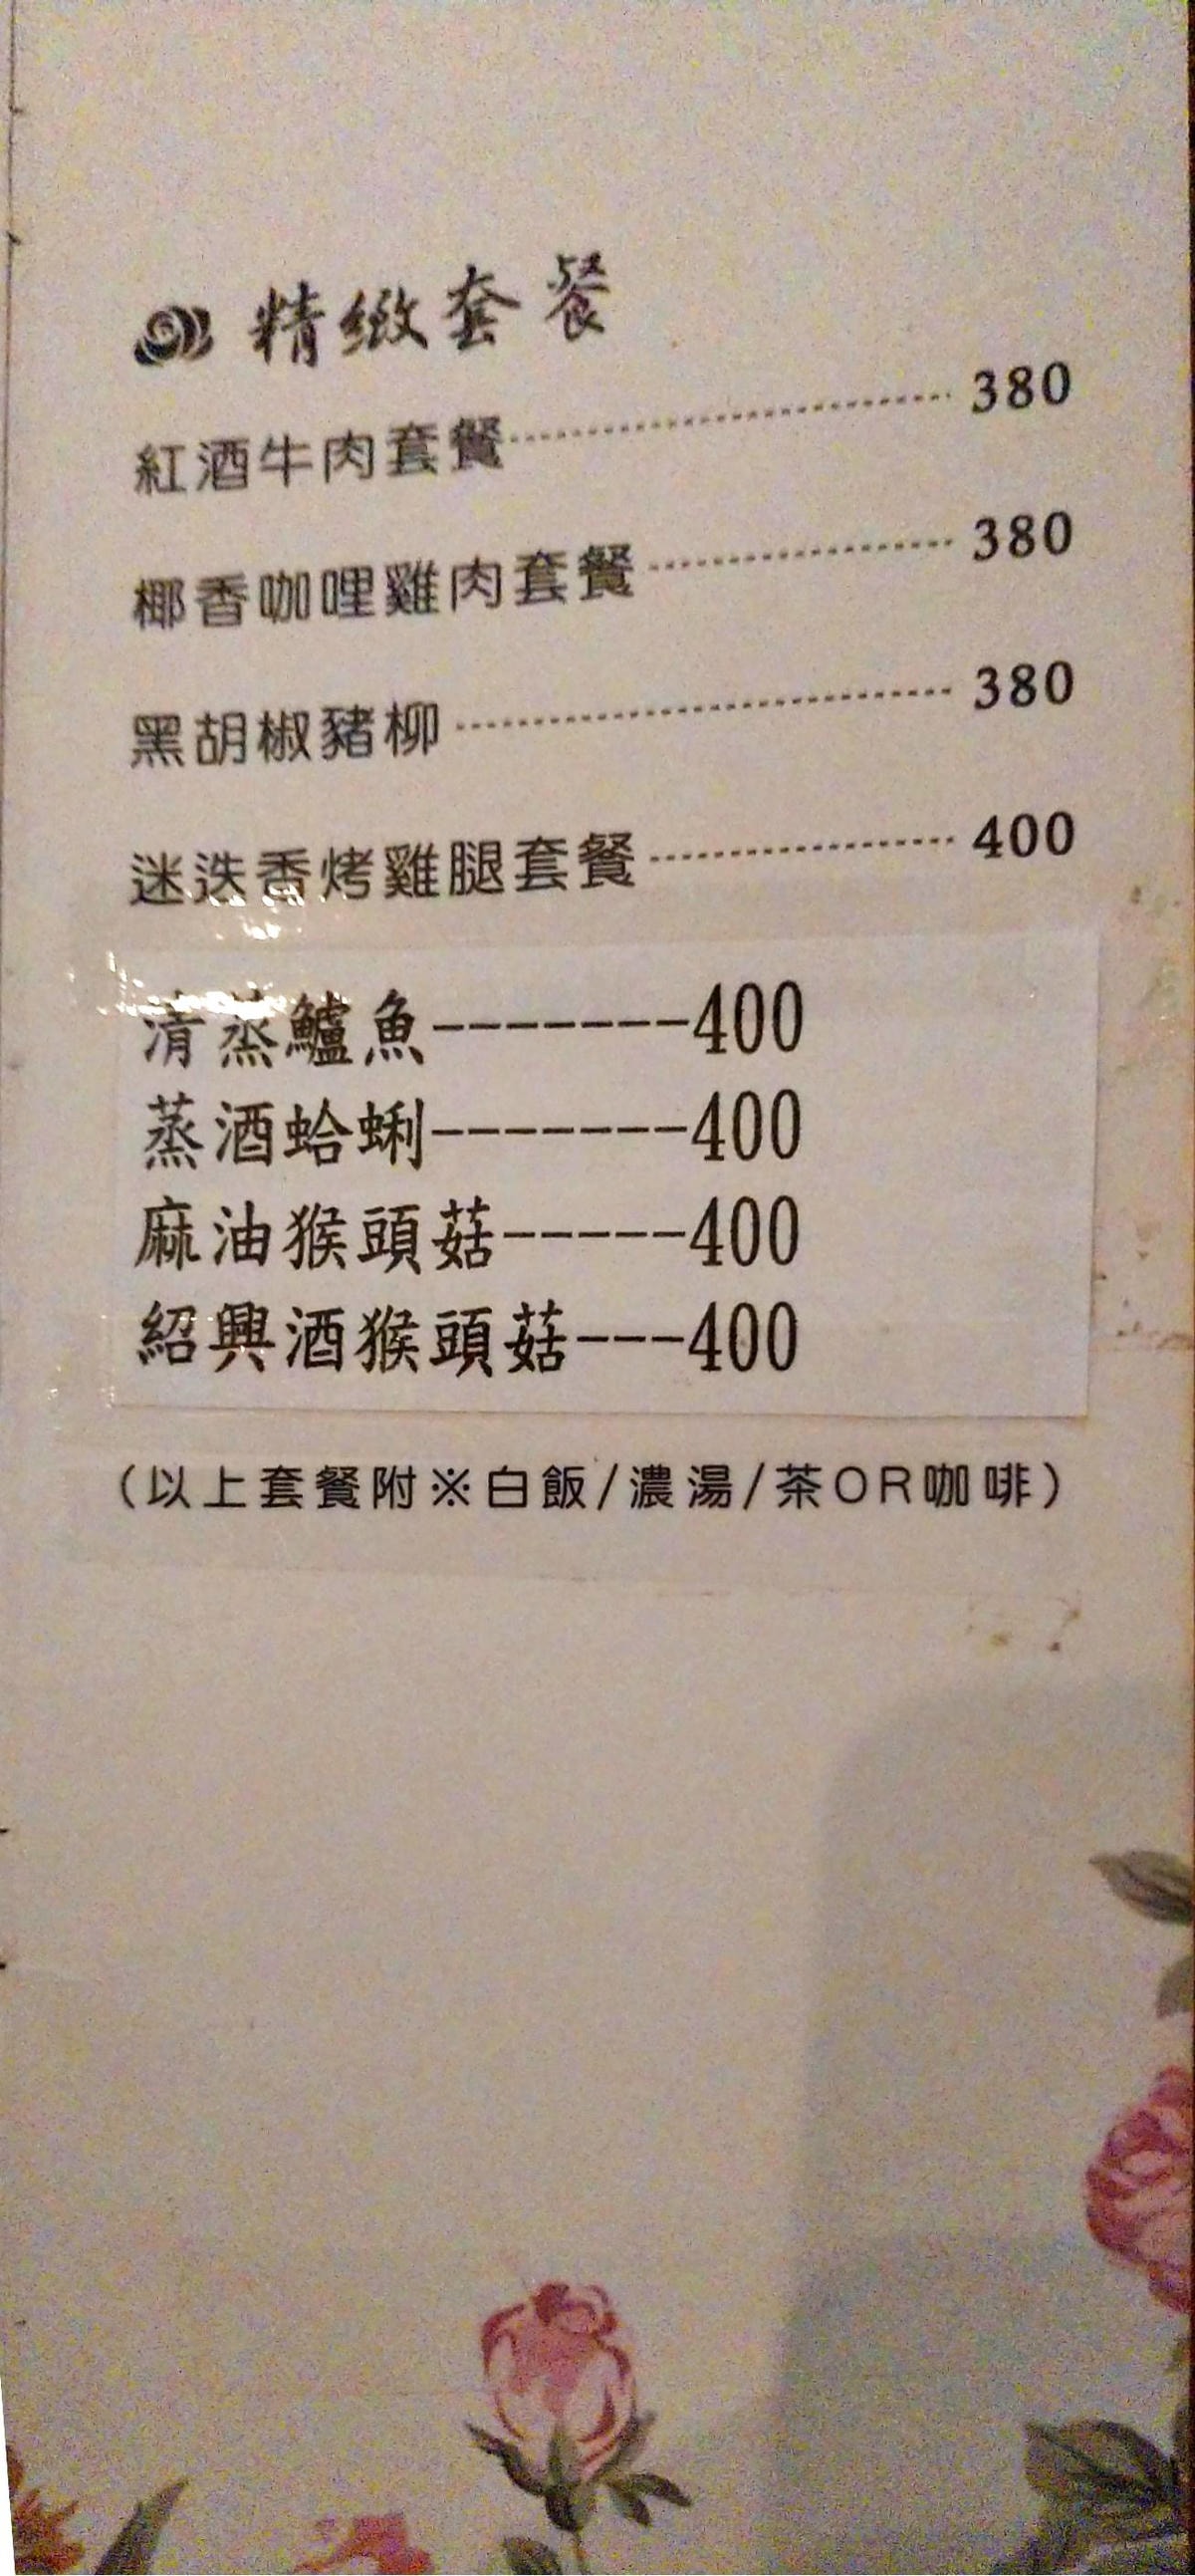 精緻套餐
紅酒牛肉套餐 380
椰香咖哩雞肉套餐 380
黑胡椒豬柳 380
迷迭香烤雞腿套餐 400
清蒸鱸魚-------400
蒸酒蛤蜊-------400
麻油猴頭菇-----400
紹興酒猴頭菇---400
(以上套餐附※白飯/濃湯/茶OR咖啡)